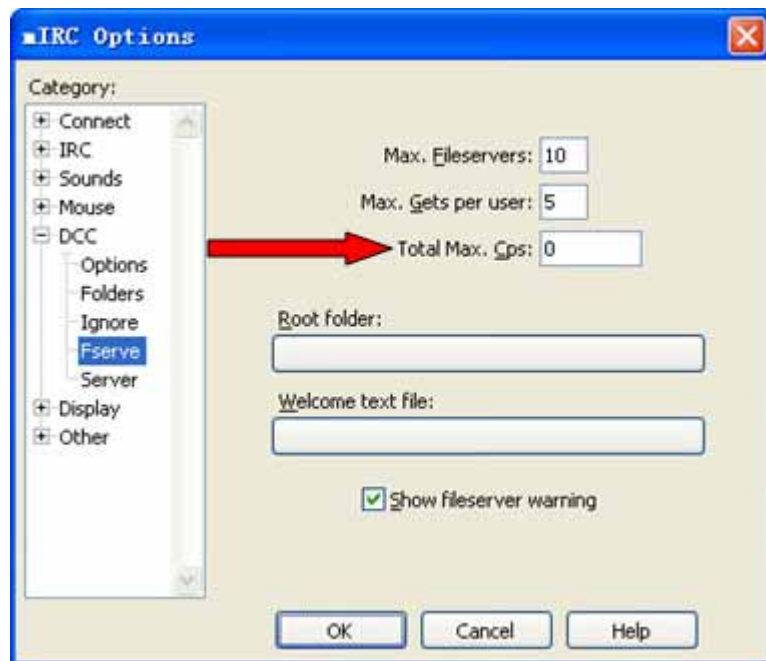 mIRC Options
Category:
Connect
IRC
Sounds
Mouse
DCC
Options
Folders
Ignore
Fserve
Server
Display
Other
Max. Fileservers: 10
Max. Gets per user: 5
Total Max. Cps: 0
Root folder:
Welcome text file:
Show fileserver warning
OK
Cancel
Help